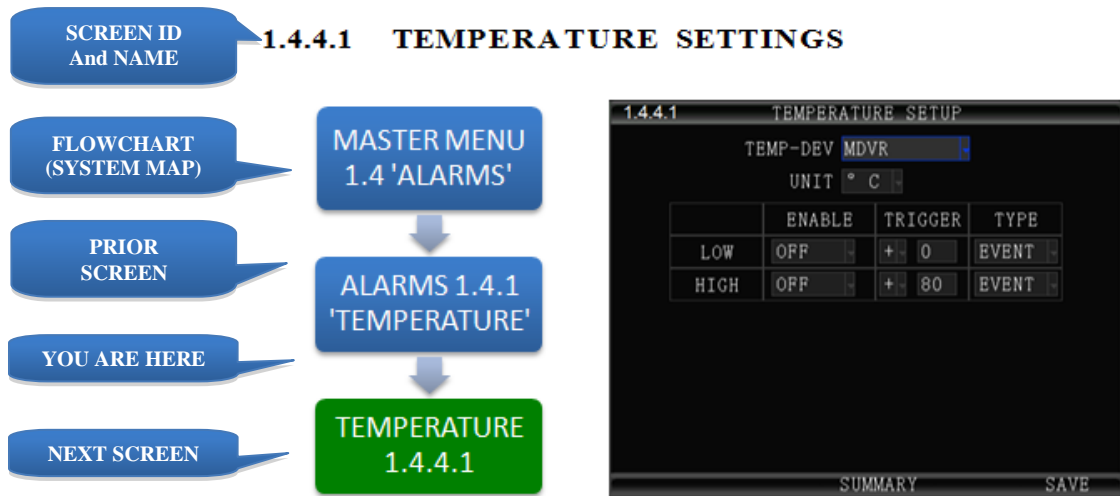 SCREEN ID
And NAME
1.4.4.1 TEMPERATURE SETTINGS
FLOWCHART
(SYSTEM MAP)
PRIOR
SCREEN
YOU ARE HERE
NEXT SCREEN
MASTER MENU
1.4 'ALARMS'
ALARMS 1.4.1
'TEMPERATURE'
TEMPERATURE
1.4.4.1
1.4.4.1 TEMPERATURE SETUP
TEMP-DEV MDVR
UNIT ° C
ENABLE TRIGGER TYPE
LOW OFF + 0 EVENT
HIGH OFF + 80 EVENT
SUMMARY SAVE